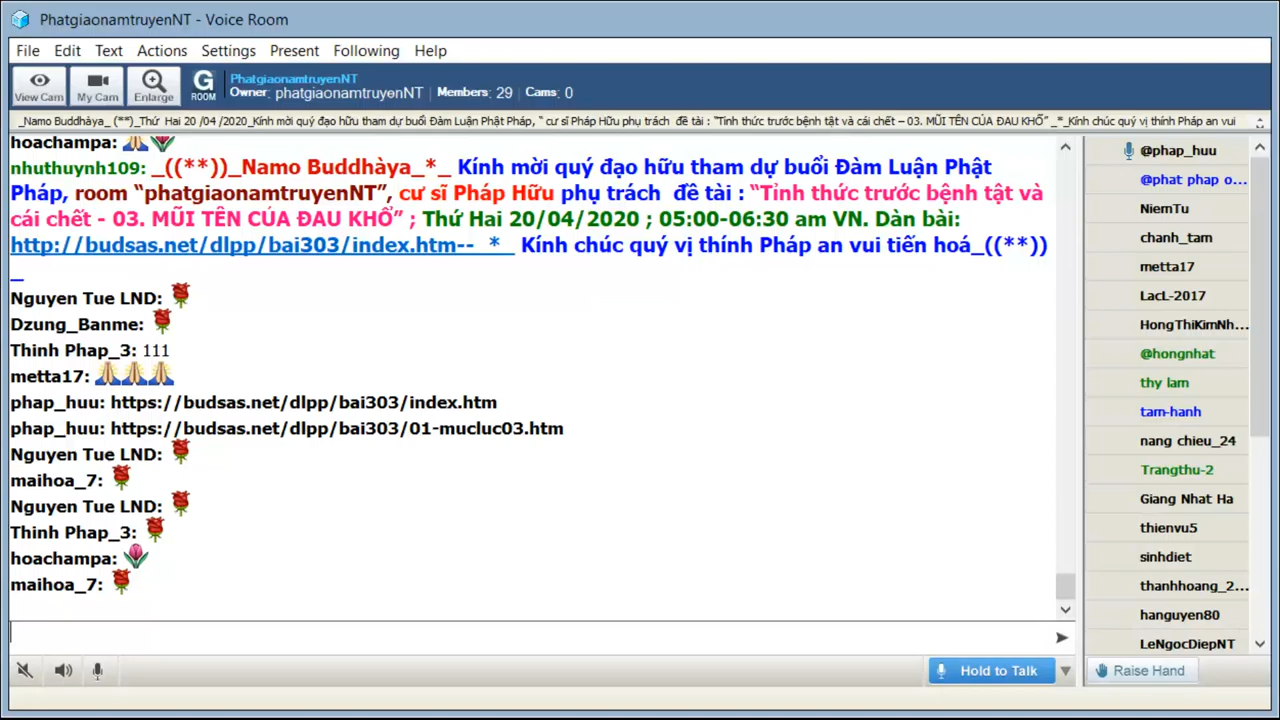 PhatgiaonamtruyenNT - Voice Room
File Edit Text Actions Settings Present Following Help
View Cam My Cam Enlarge G ROOM PhatgiaonamtruyenNT
Owner: phatgiaonamtruyenNT Members: 29 Cams: 0
_Namo Buddhàya_ (**)_Thứ Hai 20 /04 /2020_Kính mời quý đạo hữu tham dự buổi Đàm Luận Phật Pháp, “ cư sĩ Pháp Hữu phụ trách đề tài : “Tỉnh thức trước bệnh tật và cái chết – 03. MŨI TÊN CỦA ĐAU KHỔ” _*_Kính chúc quý vị thính Pháp an vui
hoachampa: 🙏🌷
nhuthuynh109: _((**))_Namo Buddhàya_*_ Kính mời quý đạo hữu tham dự buổi Đàm Luận Phật
Pháp, room “phatgiaonamtruyenNT”, cư sĩ Pháp Hữu phụ trách đề tài : “Tỉnh thức trước bệnh tật và
cái chết - 03. MŨI TÊN CỦA ĐAU KHỔ” ; Thứ Hai 20/04/2020 ; 05:00-06:30 am VN. Dàn bài:
http://budsas.net/dlpp/bai303/index.htm--_*_ Kính chúc quý vị thính Pháp an vui tiến hoá_((**))
_
Nguyen Tue LND: 🌹
Dzung_Banme: 🌹
Thinh Phap_3: 111
metta17: 🙏🙏🙏
phap_huu: https://budsas.net/dlpp/bai303/index.htm
phap_huu: https://budsas.net/dlpp/bai303/01-mucluc03.htm
Nguyen Tue LND: 🌹
maihoa_7: 🌹
Nguyen Tue LND: 🌹
Thinh Phap_3: 🌹
hoachampa: 🌷
maihoa_7: 🌹
Hold to Talk
@phap_huu
@phat phap o...
NiemTu
chanh_tam
metta17
LacL-2017
HongThiKimNh...
@hongnhat
thy lam
tam-hanh
nang chieu_24
Trangthu-2
Giang Nhat Ha
thienvu5
sinhdiet
thanhhoang_2...
hanguyen80
LeNgocDiepNT
Raise Hand